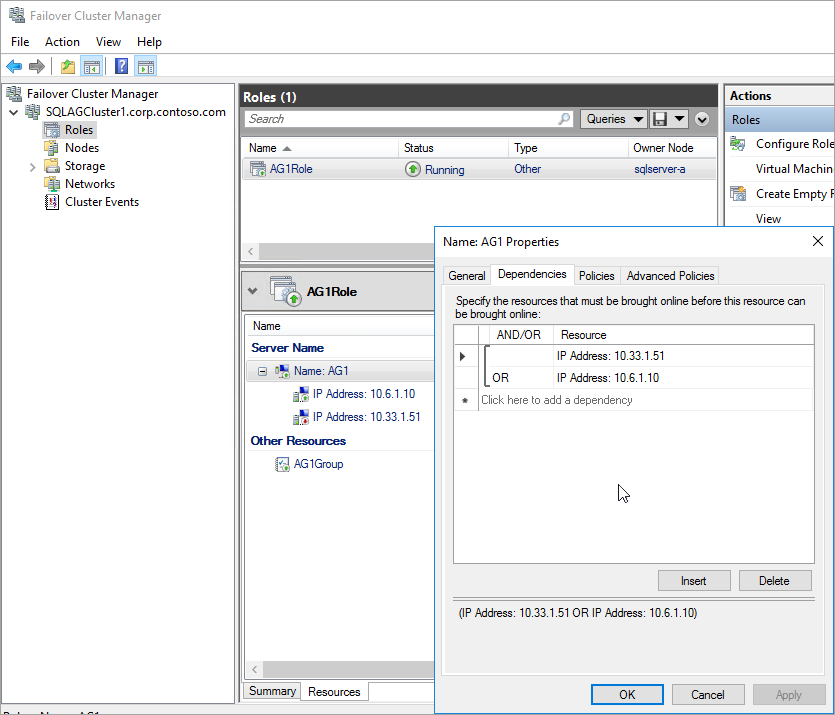 Failover Cluster Manager
File Action View Help
Failover Cluster Manager
SQLAGCluster1.corp.contoso.com
Roles
Nodes
Storage
Networks
Cluster Events
Roles (1)
Search
Queries
Name Status Type Owner Node
AG1Role Running Other sqlserver-a
AG1Role
Name
Server Name
Name: AG1
IP Address: 10.6.1.10
IP Address: 10.33.1.51
Other Resources
AG1Group
Summary Resources
Actions
Roles
Configure Role
Virtual Machin
Create Empty
View
Name: AG1 Properties
General Dependencies Policies Advanced Policies
Specify the resources that must be brought online before this resource can
be brought online:
AND/OR Resource
IP Address: 10.33.1.51
OR IP Address: 10.6.1.10
Click here to add a dependency
Insert Delete
(IP Address: 10.33.1.51 OR IP Address: 10.6.1.10)
OK Cancel Apply